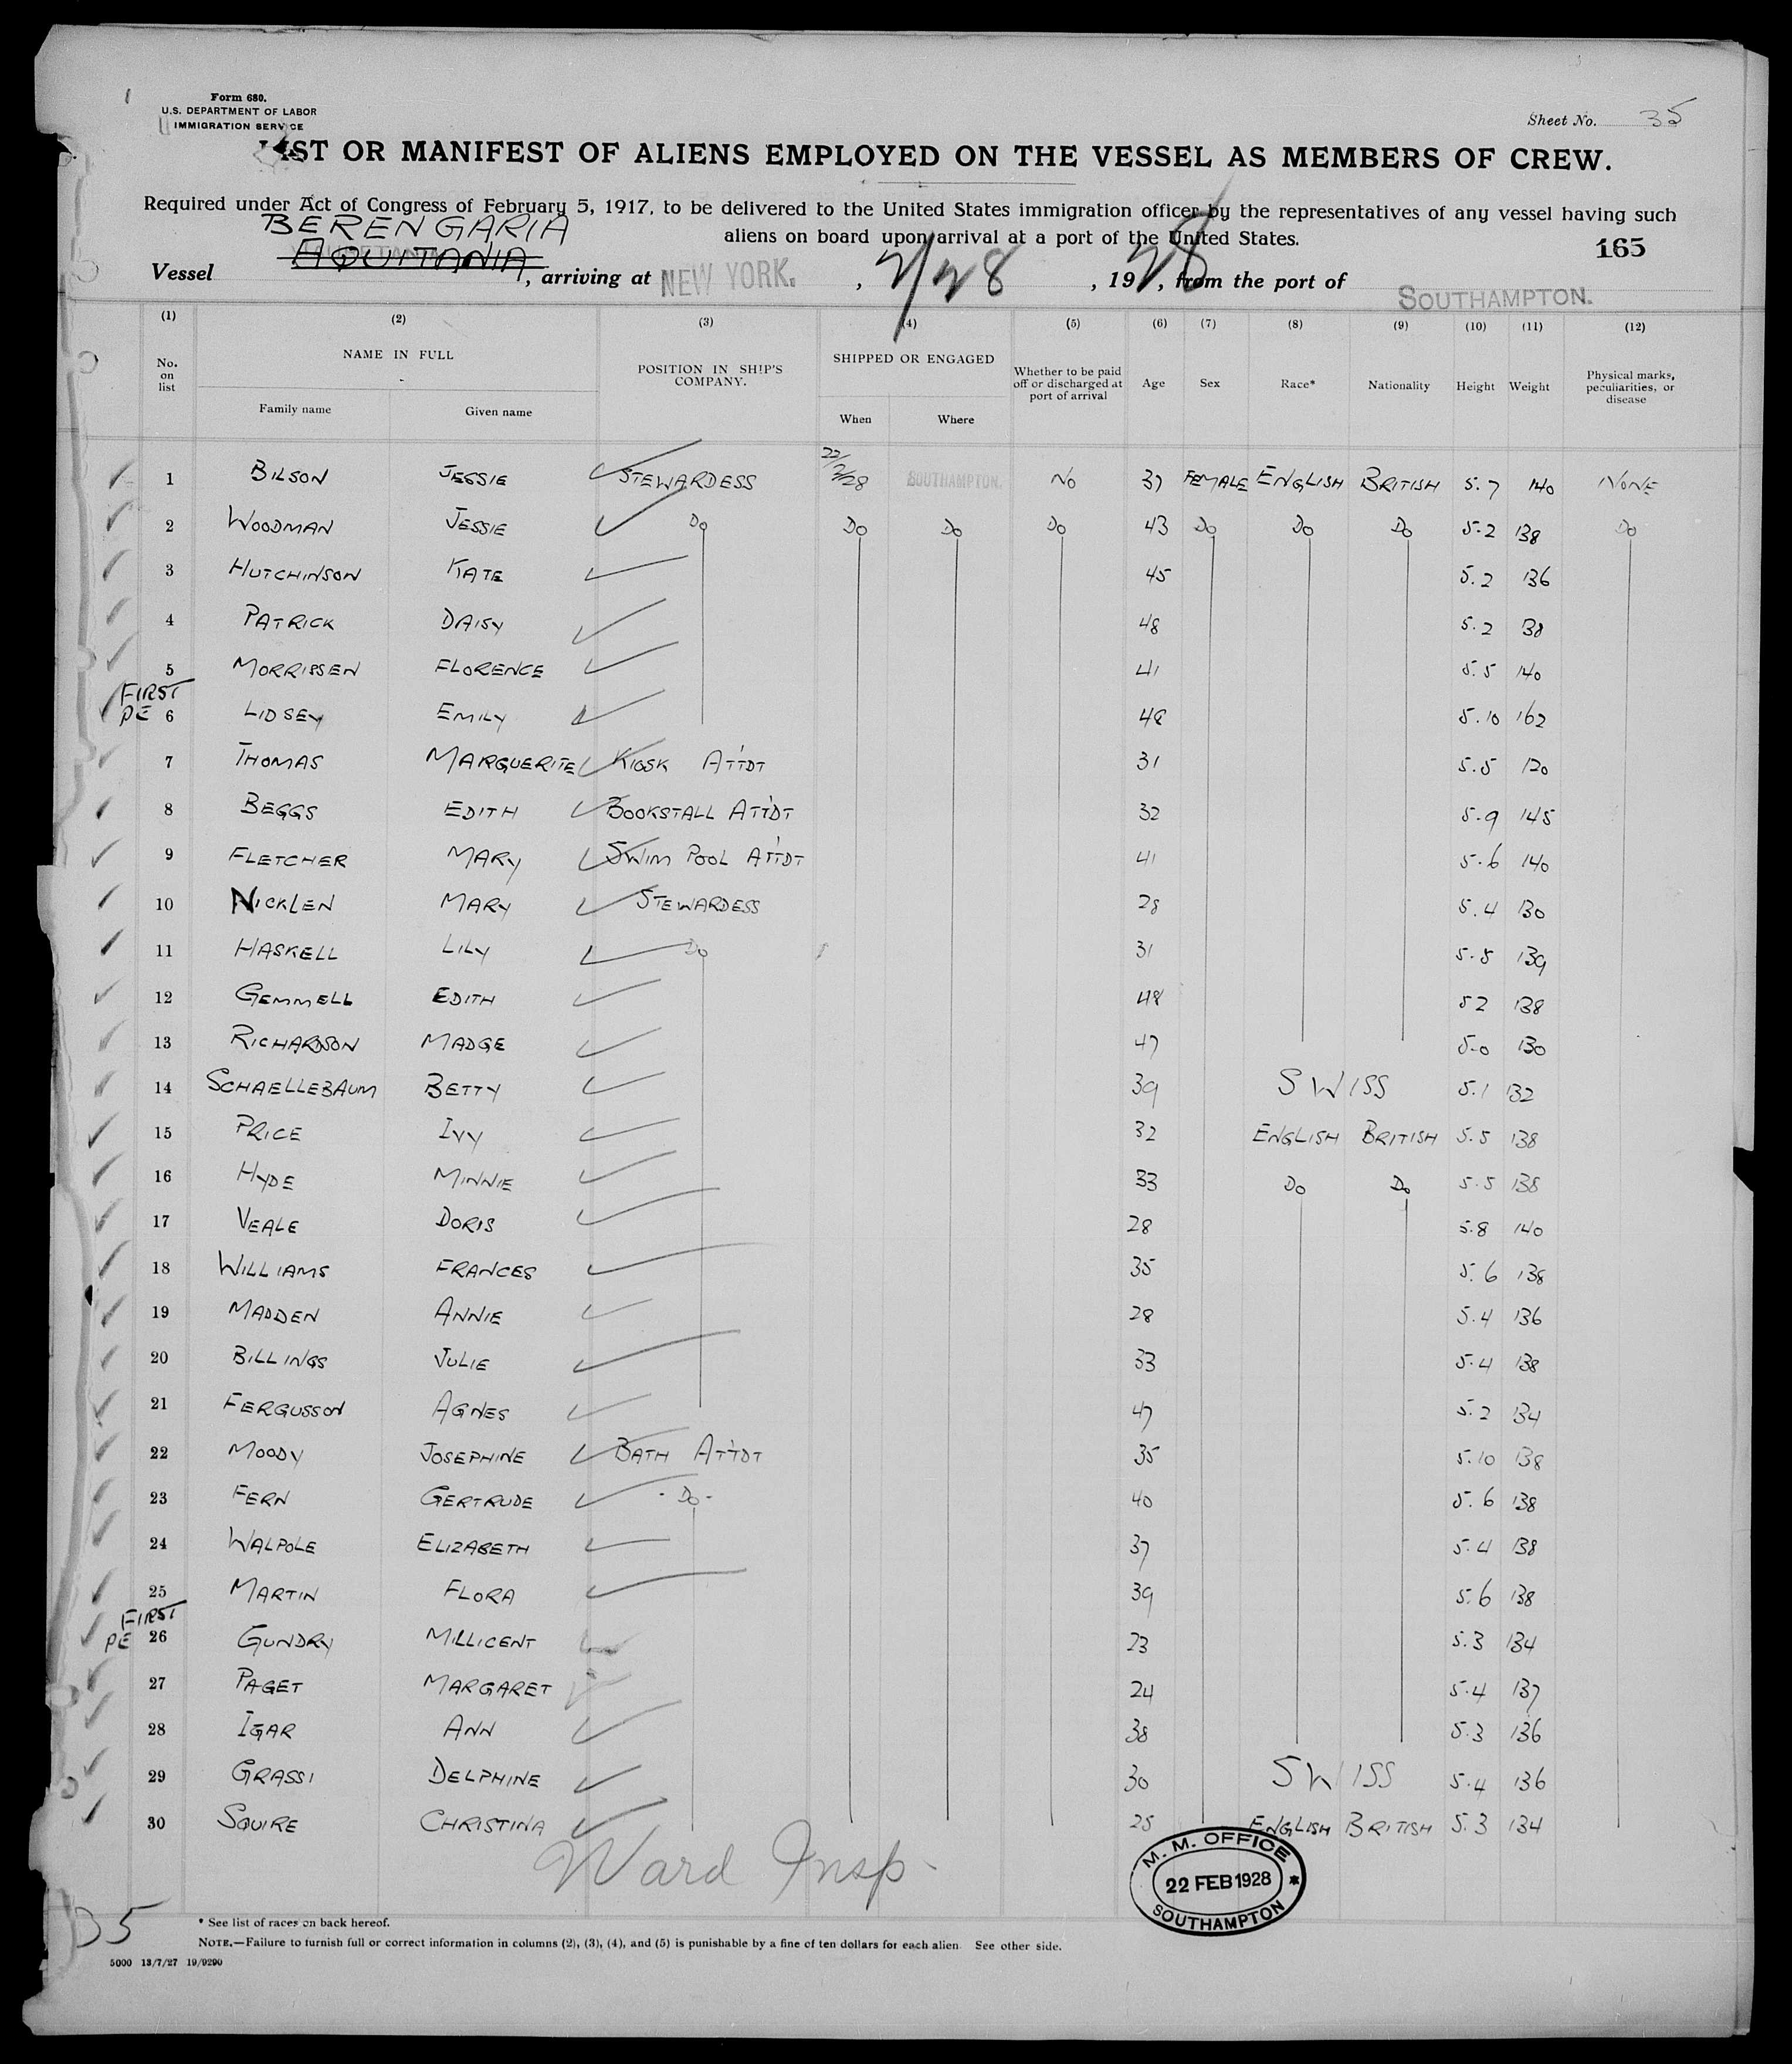 Form 680.
U.S. DEPARTMENT OF LABOR
IMMIGRATION SERVICE
Sheet No. 35
LIST OR MANIFEST OF ALIENS EMPLOYED ON THE VESSEL AS MEMBERS OF CREW.
Required under Act of Congress of February 5, 1917, to be delivered to the United States immigration officer by the representatives of any vessel having such
aliens on board upon arrival at a port of the United States.
165
BERENGARIA
Vessel AQUITANIA, arriving at NEW YORK. , 2/28 , 1928, from the port of SOUTHAMPTON.
(1) (2) (3) (4) (5) (6) (7) (8) (9) (10) (11) (12)
No. on list NAME IN FULL POSITION IN SHIP'S COMPANY. SHIPPED OR ENGAGED Whether to be paid off or discharged at port of arrival Age Sex Race* Nationality Height Weight Physical marks, peculiarities, or disease
Family name Given name When Where
1 BILSON JESSIE STEWARDESS 22/2/28 SOUTHAMPTON. NO 37 FEMALE ENGLISH BRITISH 5.7 140 NONE
2 WOODMAN JESSIE Do Do Do Do 43 Do Do Do 5.2 138 Do
3 HUTCHINSON KATE 45 5.2 136
4 PATRICK DAISY 48 5.2 138
5 MORRISSEN FLORENCE 41 5.5 140
FIRST
PE 6 LIDSEY EMILY 48 5.10 162
7 THOMAS MARGUERITE KIOSK ATTDT 31 5.5 120
8 BEGGS EDITH BOOKSTALL ATTDT 32 5.9 145
9 FLETCHER MARY SWIM POOL ATTDT 41 5.6 140
10 NICKLEN MARY STEWARDESS 28 5.4 130
11 HASKELL LILY Do 31 5.8 139
12 GEMMELL EDITH 48 5 2 138
13 RICHARDSON MADGE 47 5.0 130
14 SCHAELLEBAUM BETTY 39 SWISS 5.1 132
15 PRICE IVY 32 ENGLISH BRITISH 5.5 138
16 HYDE MINNIE 33 Do Do 5.5 138
17 VEALE DORIS 28 5.8 140
18 WILLIAMS FRANCES 35 5.6 138
19 MADDEN ANNIE 28 5.4 136
20 BILLINGS JULIE 33 5.4 138
21 FERGUSSON AGNES 47 5.2 134
22 MOODY JOSEPHINE BATH ATTDT 35 5.10 138
23 FERN GERTRUDE - Do - 40 5.6 138
24 WALPOLE ELIZABETH 37 5.4 138
25 MARTIN FLORA 39 5.6 138
FIRST
PE 26 GUNDRY MILLICENT 23 5.3 134
27 PAGET MARGARET 24 5.4 137
28 IGAR ANN 38 5.3 136
29 GRASSI DELPHINE 30 SWISS 5.4 136
30 SQUIRE CHRISTINA 25 ENGLISH BRITISH 5.3 134
Ward Insp.
M. M. OFFICE
22 FEB 1928
SOUTHAMPTON
35
* See list of races on back hereof.
NOTE.—Failure to furnish full or correct information in columns (2), (3), (4), and (5) is punishable by a fine of ten dollars for each alien. See other side.
5000 13/7/27 19/9290